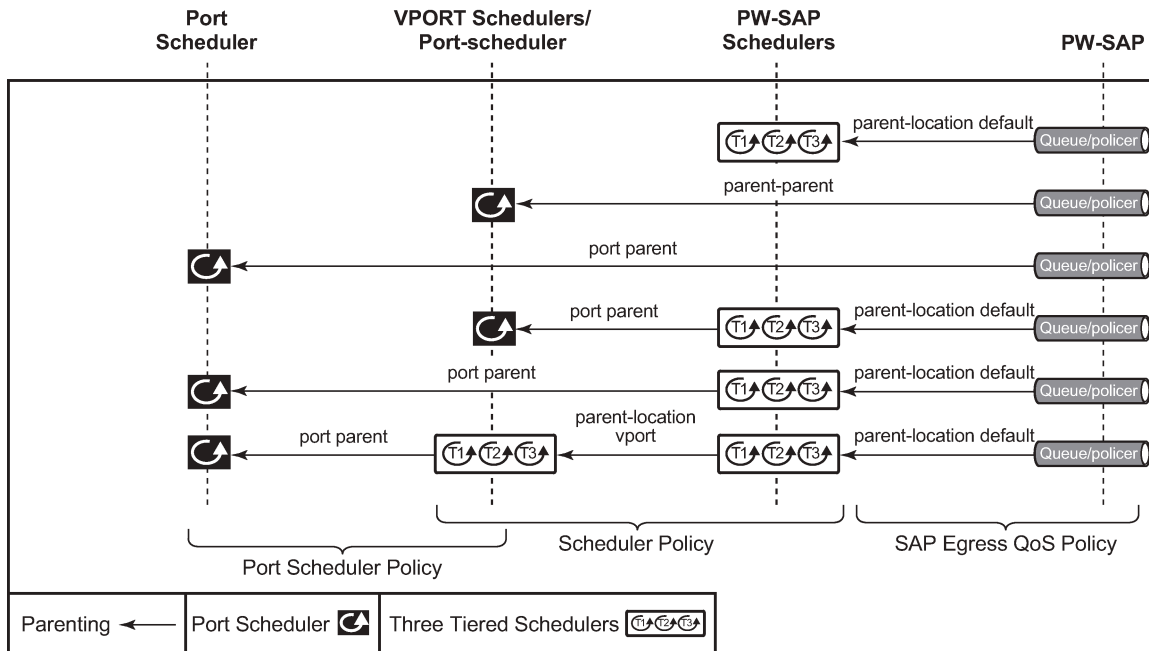 Port
Scheduler
VPORT Schedulers/
Port-scheduler
PW-SAP
Schedulers
PW-SAP
T1 T2 T3
parent-location default
Queue/policer
parent-parent
Queue/policer
port parent
Queue/policer
port parent
T1 T2 T3
parent-location default
Queue/policer
port parent
T1 T2 T3
parent-location default
Queue/policer
port parent
T1 T2 T3
parent-location
vport
T1 T2 T3
parent-location default
Queue/policer
Port Scheduler Policy
Scheduler Policy
SAP Egress QoS Policy
Parenting
Port Scheduler
Three Tiered Schedulers
T1 T2 T3